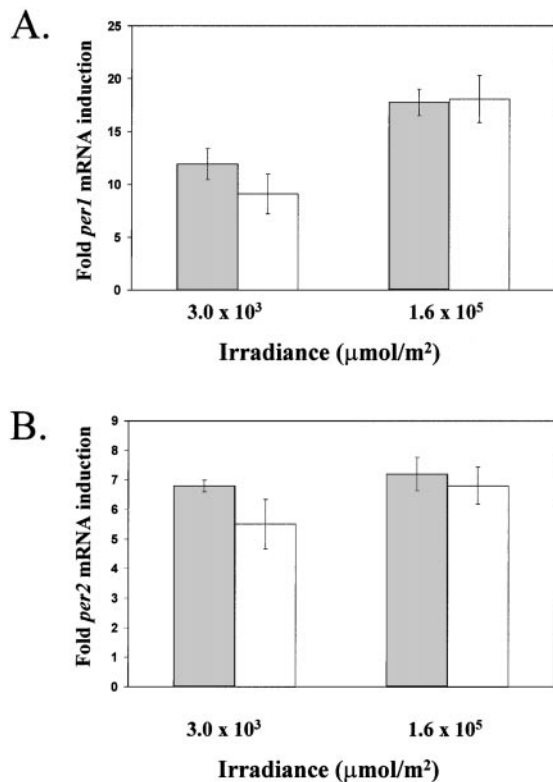 A.
Fold per1 mRNA induction
25
20
15
10
5
0
3.0 x 10³
1.6 x 10⁵
Irradiance (μmol/m²)
B.
Fold per2 mRNA induction
9
8
7
6
5
4
3
2
1
0
3.0 x 10³
1.6 x 10⁵
Irradiance (μmol/m²)